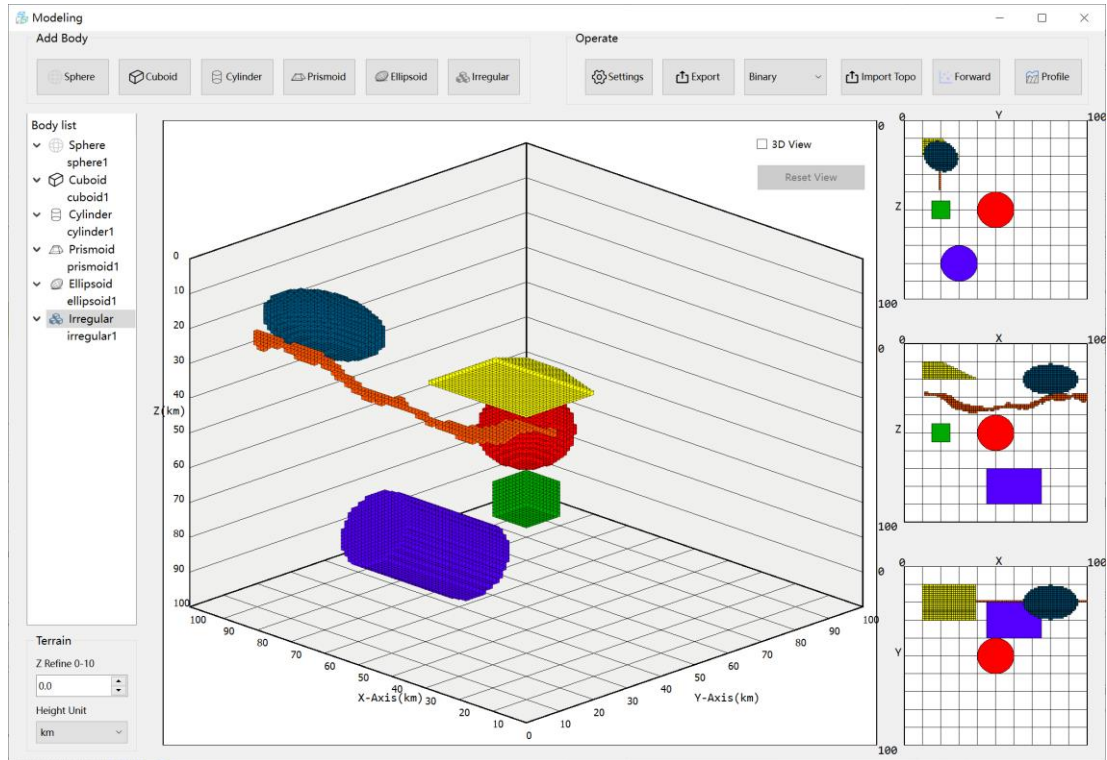 Modeling
Add Body
Operate
Sphere Cuboid Cylinder Prismoid Ellipsoid Irregular
Settings Export Binary Import Topo Forward Profile
Body list
Sphere
sphere1
Cuboid
cuboid1
Cylinder
cylinder1
Prismoid
prismoid1
Ellipsoid
ellipsoid1
Irregular
irregular1
Terrain
Z Refine 0-10
0.0
Height Unit
km
3D View
Reset View
0
10
20
30
40
Z(km)
50
60
70
80
90
100
100 90 80 70 60 50 40 30 20 10
X-Axis(km)
0
10 20 30 40 50 60 70 80 90 100
Y-Axis(km)
0 Y 100
Z
100
0 X 100
Z
100
0 X 100
Y
100